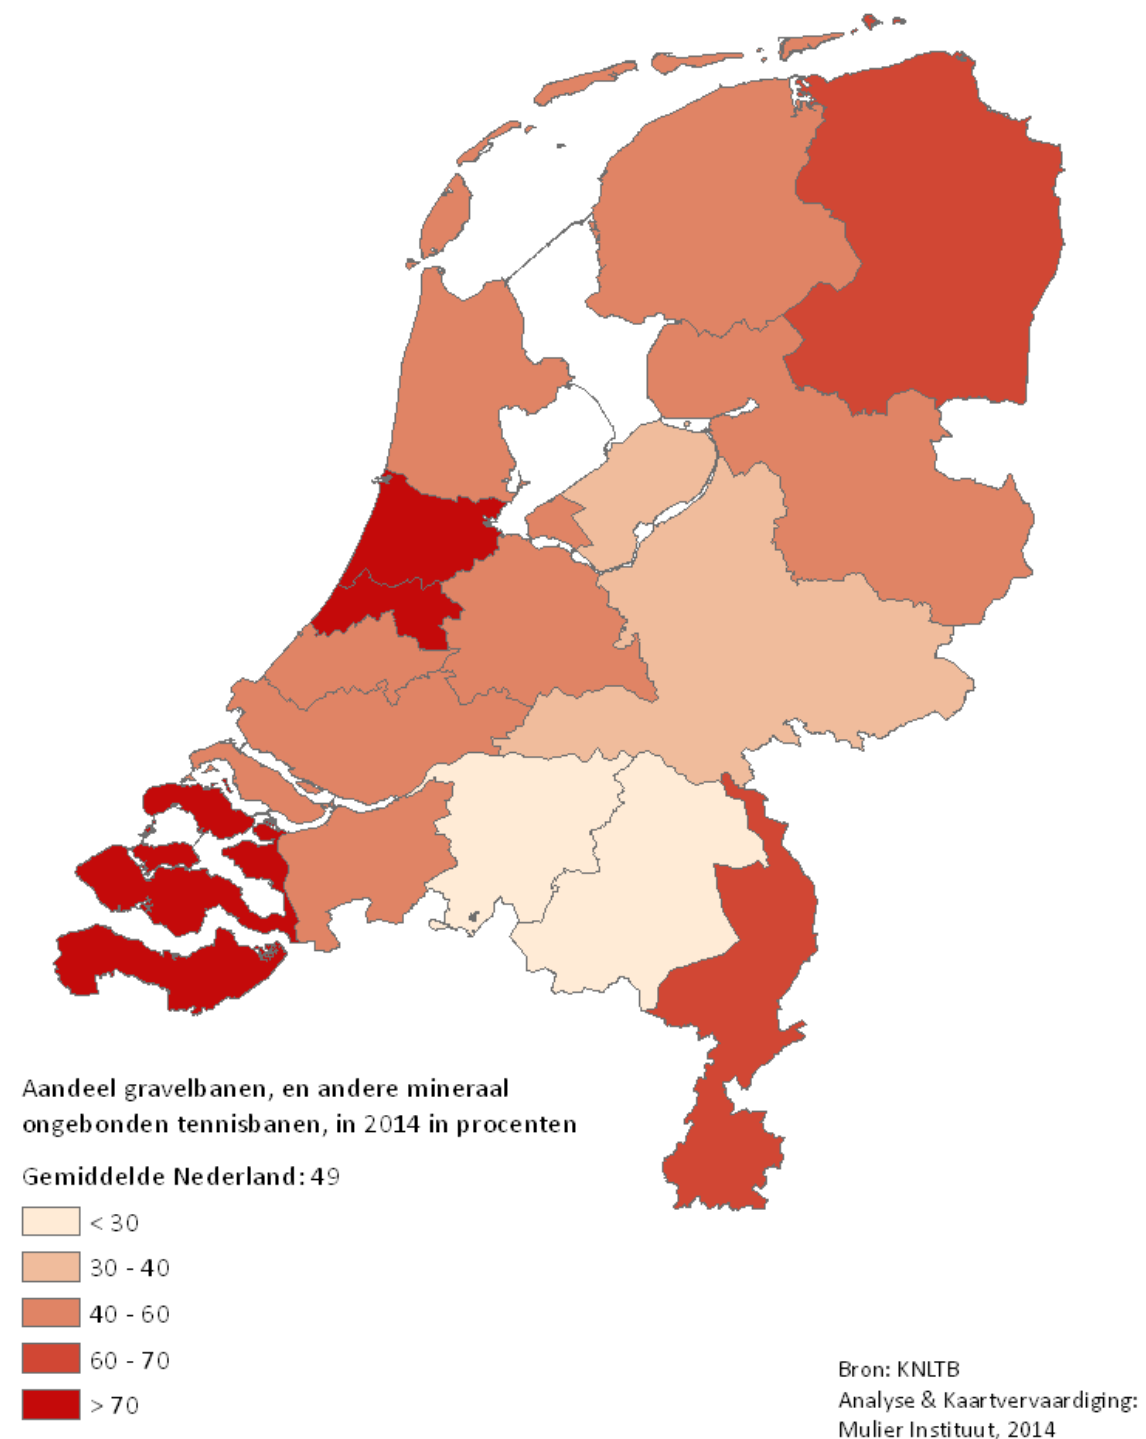 Aandeel gravelbanen, en andere mineraal
ongebonden tennisbanen, in 2014 in procenten
Gemiddelde Nederland: 49
< 30
30 - 40
40 - 60
60 - 70
> 70
Bron: KNLTB
Analyse & Kaartvervaardiging:
Mulier Instituut, 2014